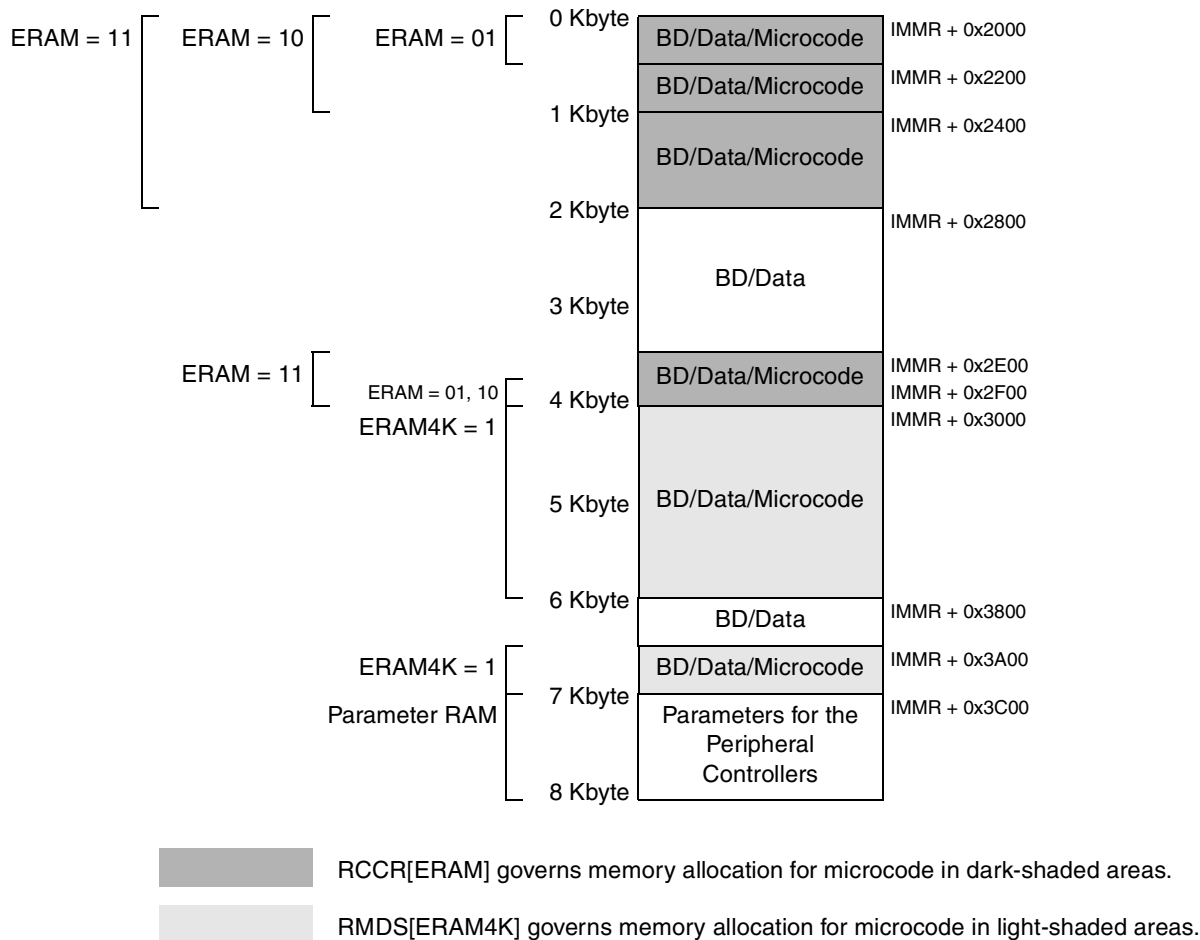 0 Kbyte
ERAM = 11
ERAM = 10
ERAM = 01
BD/Data/Microcode
IMMR + 0x2000
BD/Data/Microcode
IMMR + 0x2200
1 Kbyte
IMMR + 0x2400
BD/Data/Microcode
2 Kbyte
IMMR + 0x2800
BD/Data
3 Kbyte
ERAM = 11
BD/Data/Microcode
IMMR + 0x2E00
ERAM = 01, 10
IMMR + 0x2F00
4 Kbyte
ERAM4K = 1
IMMR + 0x3000
5 Kbyte
BD/Data/Microcode
6 Kbyte
IMMR + 0x3800
BD/Data
ERAM4K = 1
BD/Data/Microcode
IMMR + 0x3A00
7 Kbyte
IMMR + 0x3C00
Parameter RAM
Parameters for the
Peripheral
Controllers
8 Kbyte
RCCR[ERAM] governs memory allocation for microcode in dark-shaded areas.
RMDS[ERAM4K] governs memory allocation for microcode in light-shaded areas.